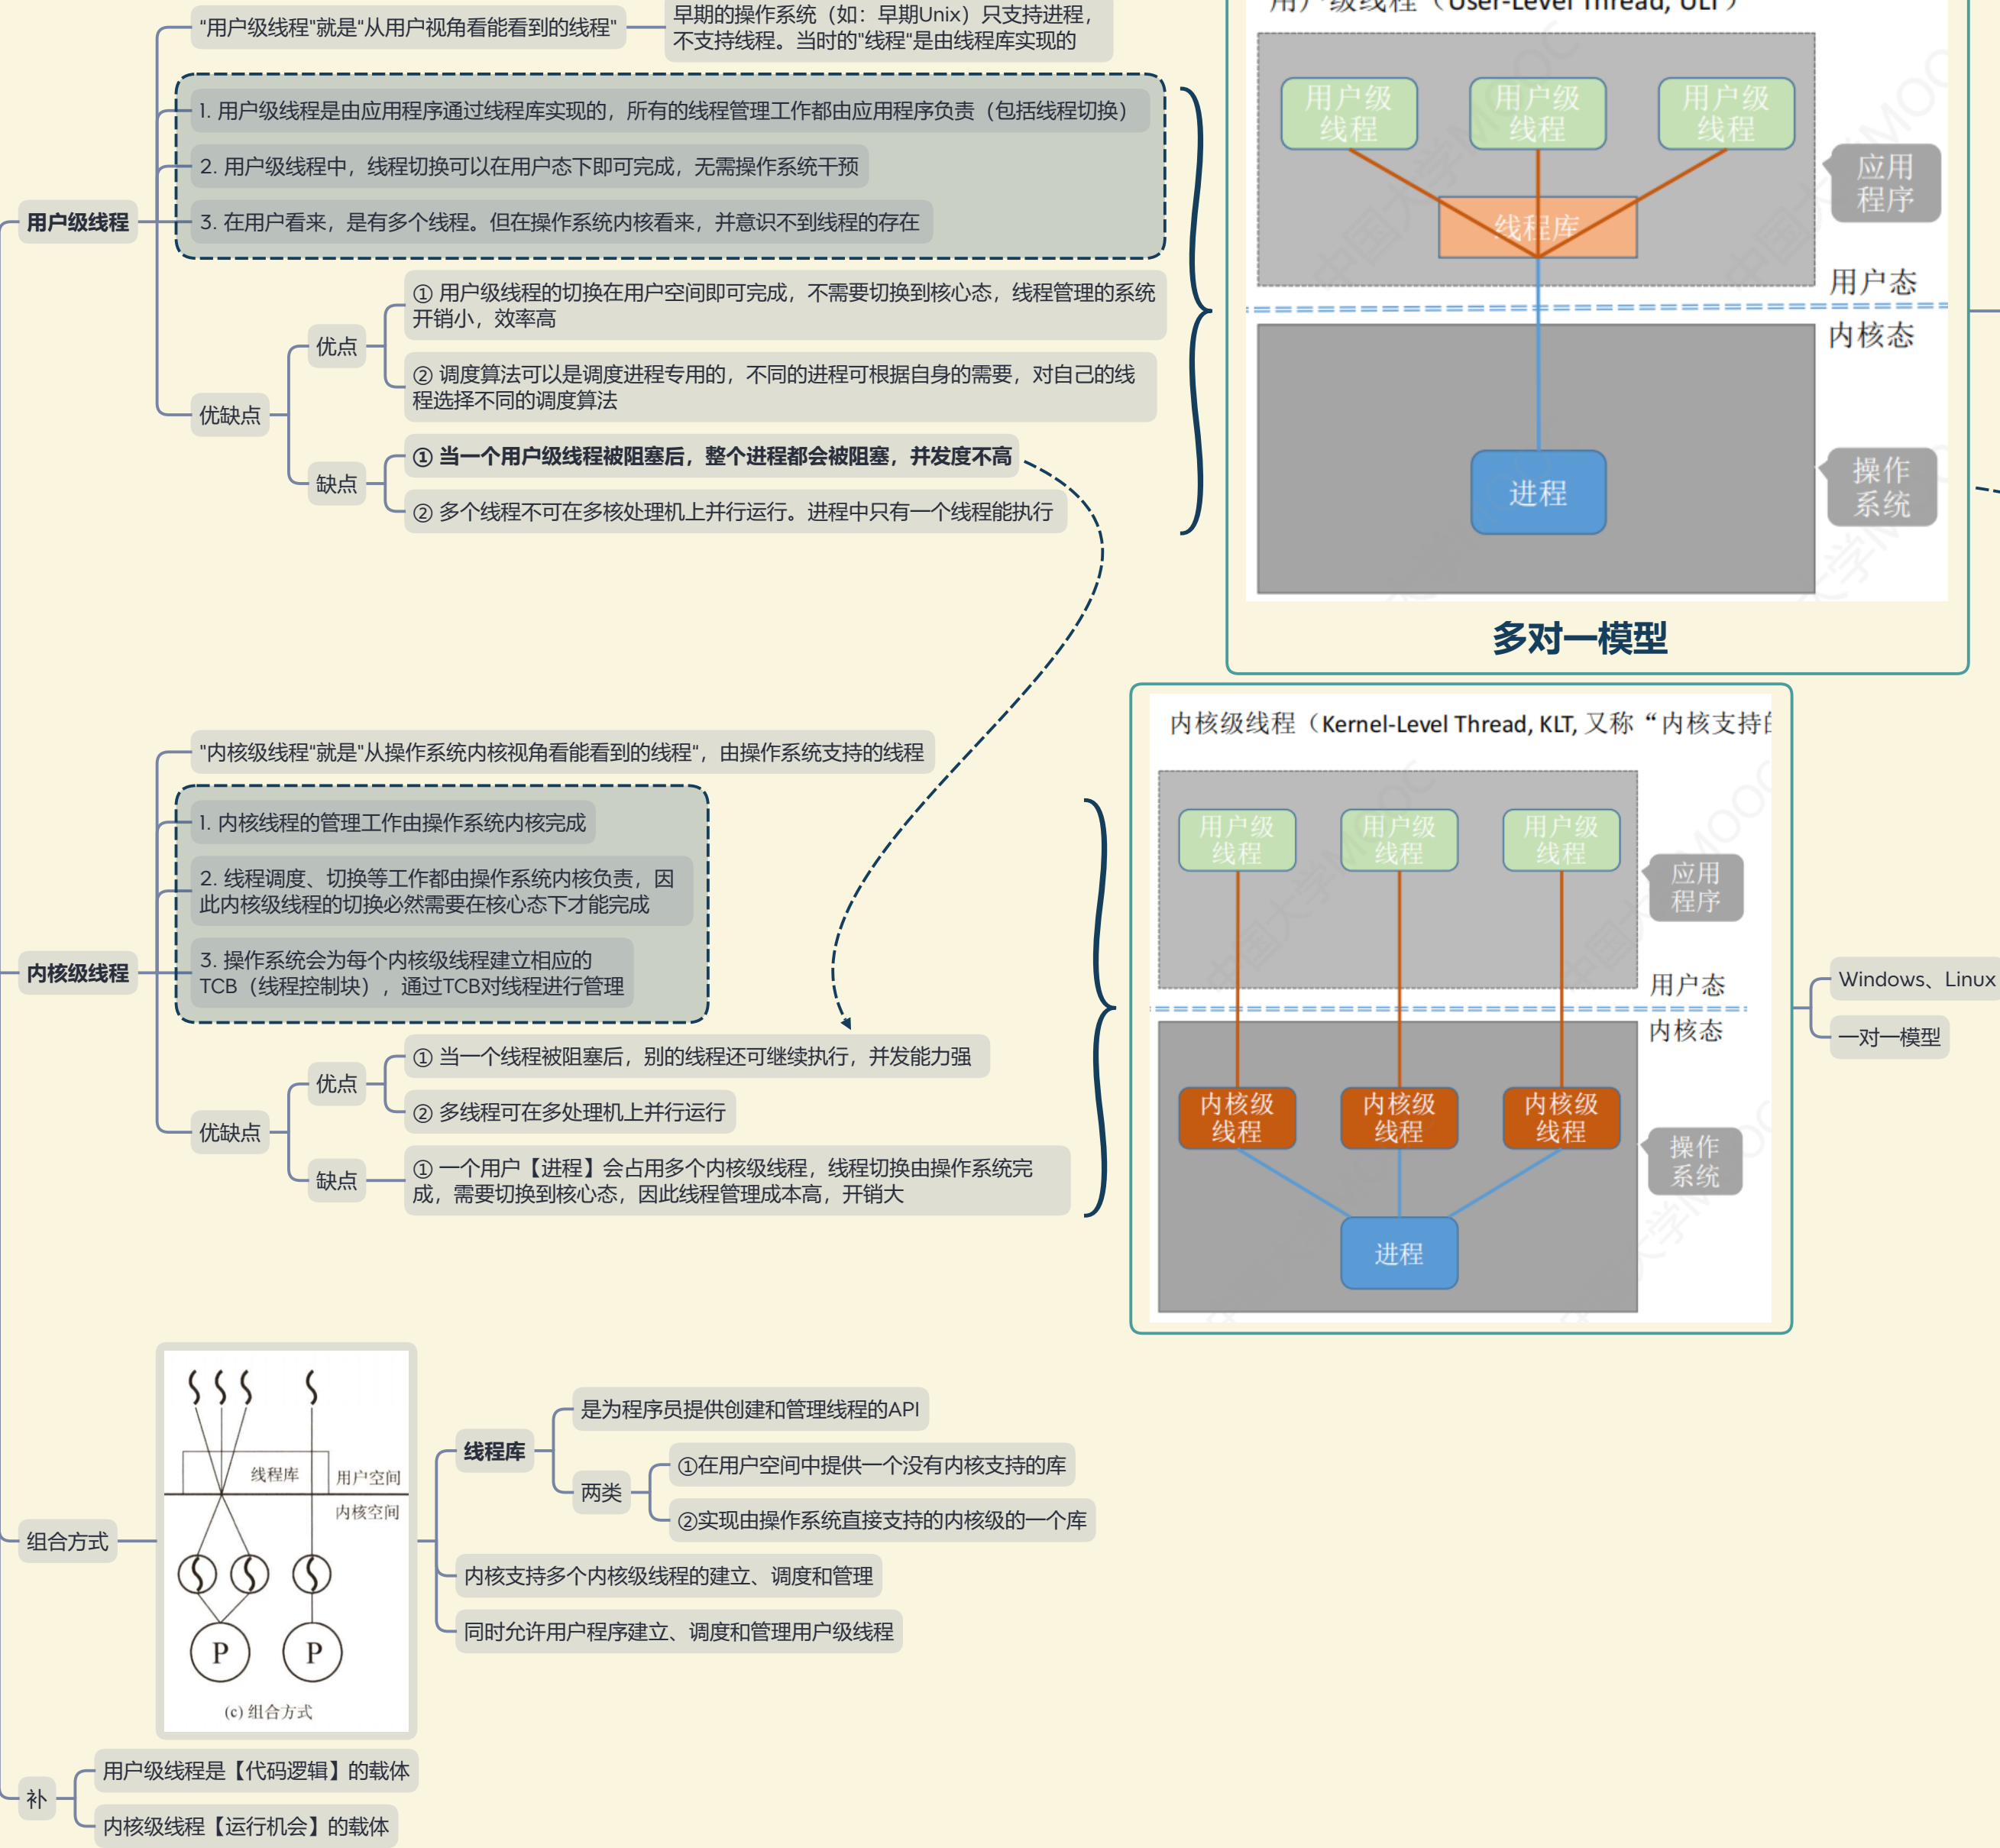 "用户级线程"就是"从用户视角看能看到的线程"
早期的操作系统（如：早期Unix）只支持进程，
不支持线程。当时的"线程"是由线程库实现的
1. 用户级线程是由应用程序通过线程库实现的，所有的线程管理工作都由应用程序负责（包括线程切换）
2. 用户级线程中，线程切换可以在用户态下即可完成，无需操作系统干预
用户级线程
3. 在用户看来，是有多个线程。但在操作系统内核看来，并意识不到线程的存在
优缺点
优点
① 用户级线程的切换在用户空间即可完成，不需要切换到核心态，线程管理的系统
开销小，效率高
② 调度算法可以是调度进程专用的，不同的进程可根据自身的需要，对自己的线
程选择不同的调度算法
缺点
① 当一个用户级线程被阻塞后，整个进程都会被阻塞，并发度不高
② 多个线程不可在多核处理机上并行运行。进程中只有一个线程能执行
用户级线程（User-Level Thread, ULT）
用户级
线程
用户级
线程
用户级
线程
线程库
应用
程序
用户态
内核态
进程
操作
系统
多对一模型
内核级线程
"内核级线程"就是"从操作系统内核视角看能看到的线程"，由操作系统支持的线程
1. 内核线程的管理工作由操作系统内核完成
2. 线程调度、切换等工作都由操作系统内核负责，因
此内核级线程的切换必然需要在核心态下才能完成
3. 操作系统会为每个内核级线程建立相应的
TCB（线程控制块），通过TCB对线程进行管理
优缺点
优点
① 当一个线程被阻塞后，别的线程还可继续执行，并发能力强
② 多线程可在多处理机上并行运行
缺点
① 一个用户【进程】会占用多个内核级线程，线程切换由操作系统完
成，需要切换到核心态，因此线程管理成本高，开销大
内核级线程（Kernel-Level Thread, KLT, 又称“内核支持的
用户级
线程
用户级
线程
用户级
线程
应用
程序
用户态
内核态
内核级
线程
内核级
线程
内核级
线程
操作
系统
进程
Windows、Linux
一对一模型
组合方式
线程库
用户空间
内核空间
P
P
(c) 组合方式
线程库
是为程序员提供创建和管理线程的API
两类
①在用户空间中提供一个没有内核支持的库
②实现由操作系统直接支持的内核级的一个库
内核支持多个内核级线程的建立、调度和管理
同时允许用户程序建立、调度和管理用户级线程
补
用户级线程是【代码逻辑】的载体
内核级线程【运行机会】的载体